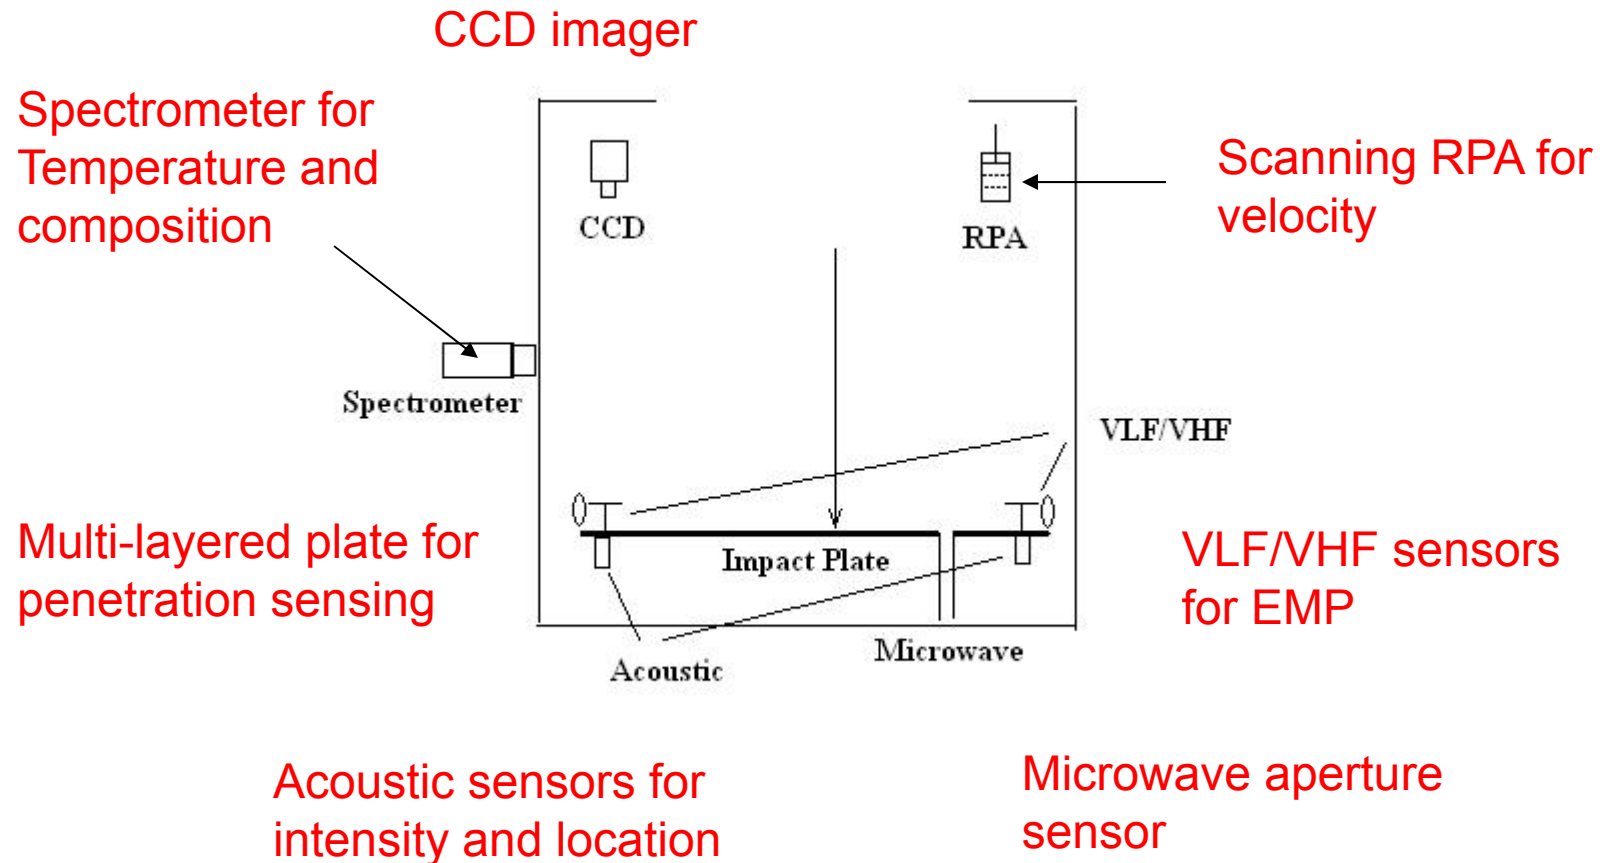 CCD imager
Spectrometer for
Temperature and
composition
Scanning RPA for
velocity
CCD
RPA
Spectrometer
VLF/VHF
Multi-layered plate for
penetration sensing
Impact Plate
VLF/VHF sensors
for EMP
Microwave
Acoustic
Acoustic sensors for
intensity and location
Microwave aperture
sensor